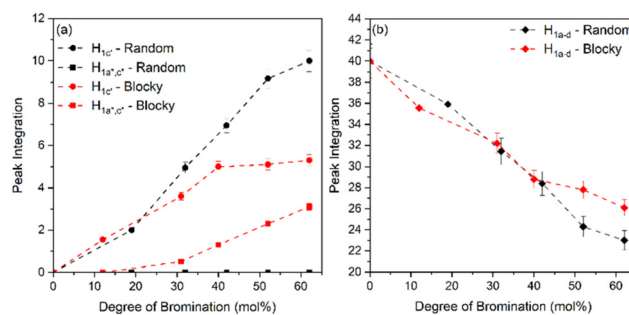 (a)
H1c' - Random
H1a*,c* - Random
H1c' - Blocky
H1a*,c* - Blocky
Peak Integration
12
10
8
6
4
2
0
0 10 20 30 40 50 60
Degree of Bromination (mol%)
(b)
H1a-d - Random
H1a-d - Blocky
Peak Integration
44
42
40
38
36
34
32
30
28
26
24
22
20
0 10 20 30 40 50 60
Degree of Bromination (mol%)